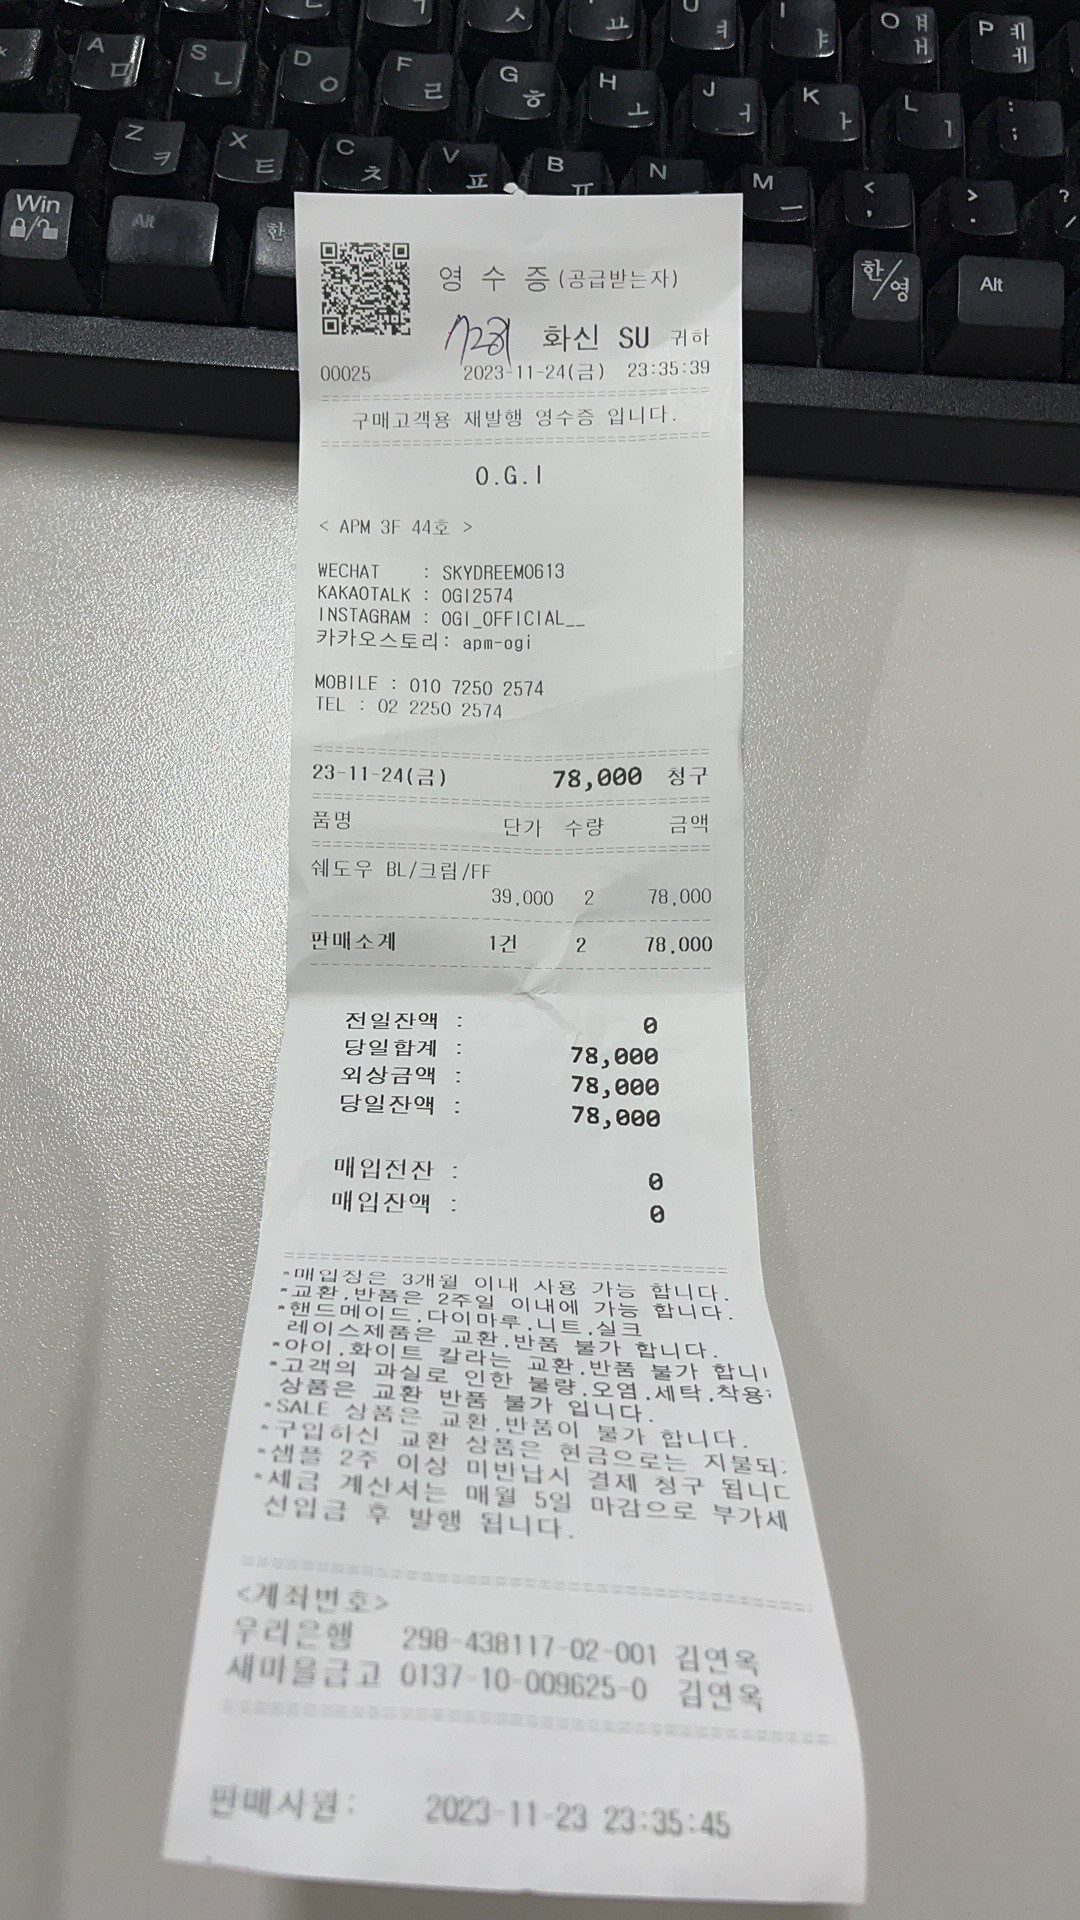 A ㅁ
S ㄴ
D ㅇ
F ㄹ
G ㅎ
H ㅗ
J ㅓ
K ㅏ
L ㅣ
: ;
O ㅒ ㅐ
P ㅖ ㅔ
Z ㅋ
X ㅌ
C ㅊ
V ㅍ
B ㅠ
N
M ㅡ
< ,
> .
? /
Win
Alt
한
한/영
Alt
영 수 증 (공급받는자)
화신 SU 귀하
00025 2023-11-24(금) 23:35:39
구매고객용 재발행 영수증 입니다.
O.G.I
< APM 3F 44호 >
WECHAT : SKYDREEM0613
KAKAOTALK : OGI2574
INSTAGRAM : OGI_OFFICIAL__
카카오스토리: apm-ogi
MOBILE : 010 7250 2574
TEL : 02 2250 2574
23-11-24(금) 78,000 청구
품명 단가 수량 금액
쉐도우 BL/크림/FF
39,000 2 78,000
판매소계 1건 2 78,000
전일잔액 : 0
당일합계 : 78,000
외상금액 : 78,000
당일잔액 : 78,000
매입전잔 : 0
매입잔액 : 0
*매입장은 3개월 이내 사용 가능 합니다.
*교환.반품은 2주일 이내에 가능 합니다.
*핸드메이드.다이마루.니트.실크
레이스제품은 교환.반품 불가 합니다.
*아이.화이트 칼라는 교환.반품 불가 합니
*고객의 과실로 인한 불량.오염.세탁.착용
상품은 교환 반품 불가 입니다.
*SALE 상품은 교환.반품이 불가 합니다.
*구입하신 교환 상품은 현금으로는 지불되
*샘플 2주 이상 미반납시 결제 청구 됩니
*세금 계산서는 매월 5일 마감으로 부가세
선입금 후 발행 됩니다.
<계좌번호>
우리은행 298-438117-02-001 김연옥
새마을금고 0137-10-009625-0 김연옥
판매사원: 2023-11-23 23:35:45